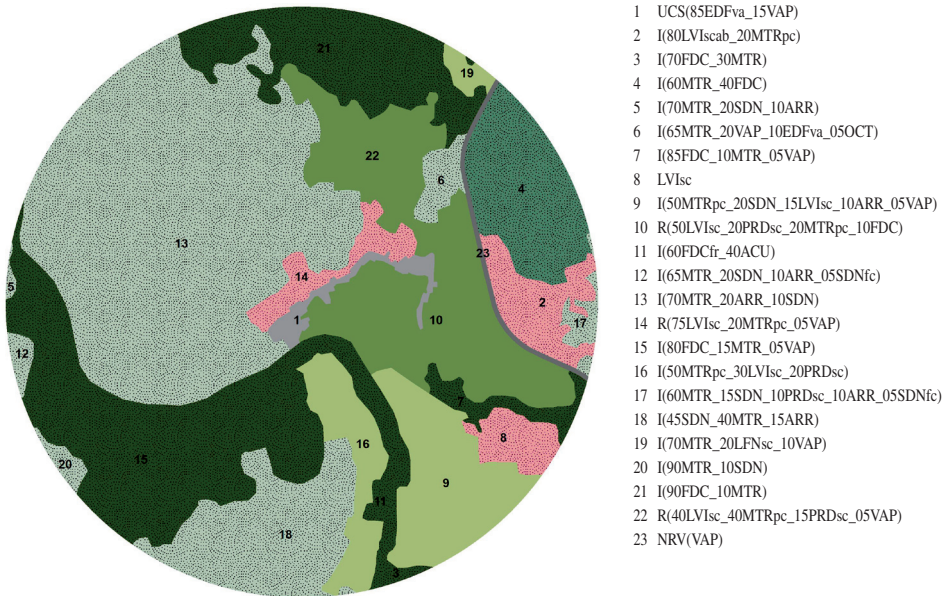 21
19
22
6
4
13
23
5
14
2
1
10
17
12
7
16
8
15
20
9
11
18
3
1 UCS(85EDFva_15VAP)
2 I(80LVIscab_20MTRpc)
3 I(70FDC_30MTR)
4 I(60MTR_40FDC)
5 I(70MTR_20SDN_10ARR)
6 I(65MTR_20VAP_10EDFva_05OCT)
7 I(85FDC_10MTR_05VAP)
8 LVIsc
9 I(50MTRpc_20SDN_15LVIsc_10ARR_05VAP)
10 R(50LVIsc_20PRDsc_20MTRpc_10FDC)
11 I(60FDCfr_40ACU)
12 I(65MTR_20SDN_10ARR_05SDNfc)
13 I(70MTR_20ARR_10SDN)
14 R(75LVIsc_20MTRpc_05VAP)
15 I(80FDC_15MTR_05VAP)
16 I(50MTRpc_30LVIsc_20PRDsc)
17 I(60MTR_15SDN_10PRDsc_10ARR_05SDNfc)
18 I(45SDN_40MTR_15ARR)
19 I(70MTR_20LFNsc_10VAP)
20 I(90MTR_10SDN)
21 I(90FDC_10MTR)
22 R(40LVIsc_40MTRpc_15PRDsc_05VAP)
23 NRV(VAP)